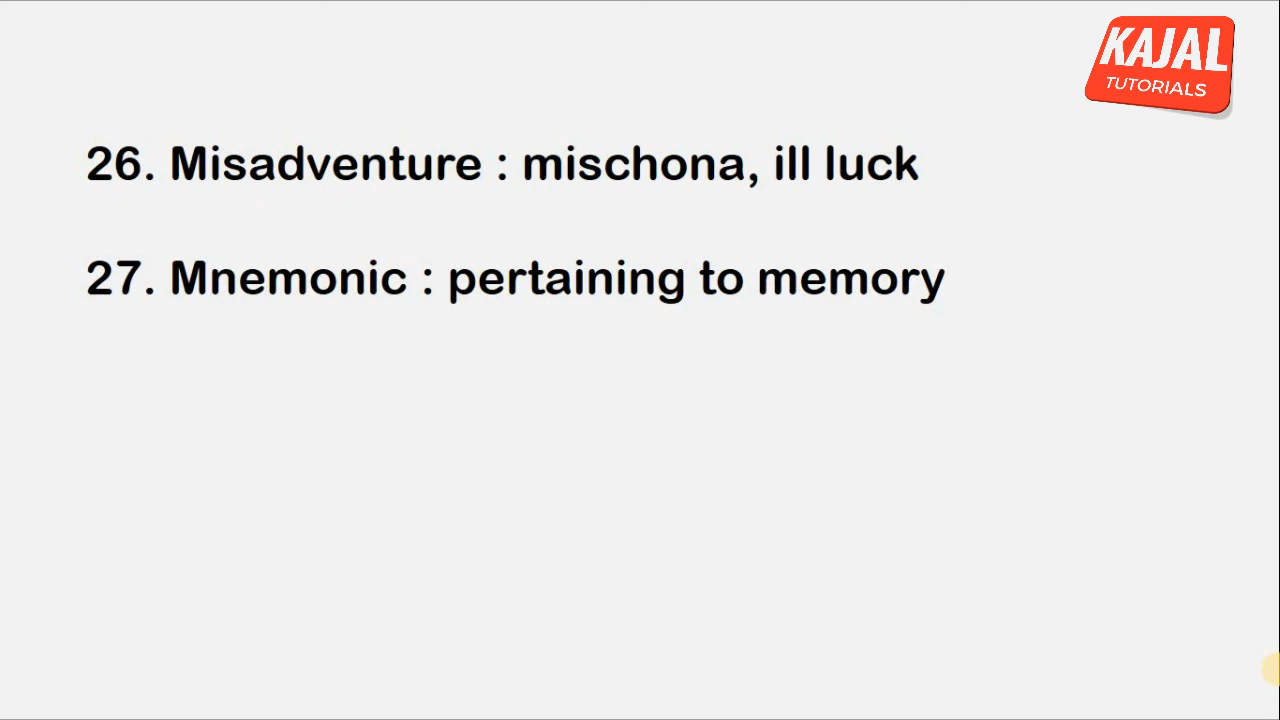 KAJAL
TUTORIALS
26. Misadventure : mischona, ill luck
27. Mnemonic : pertaining to memory